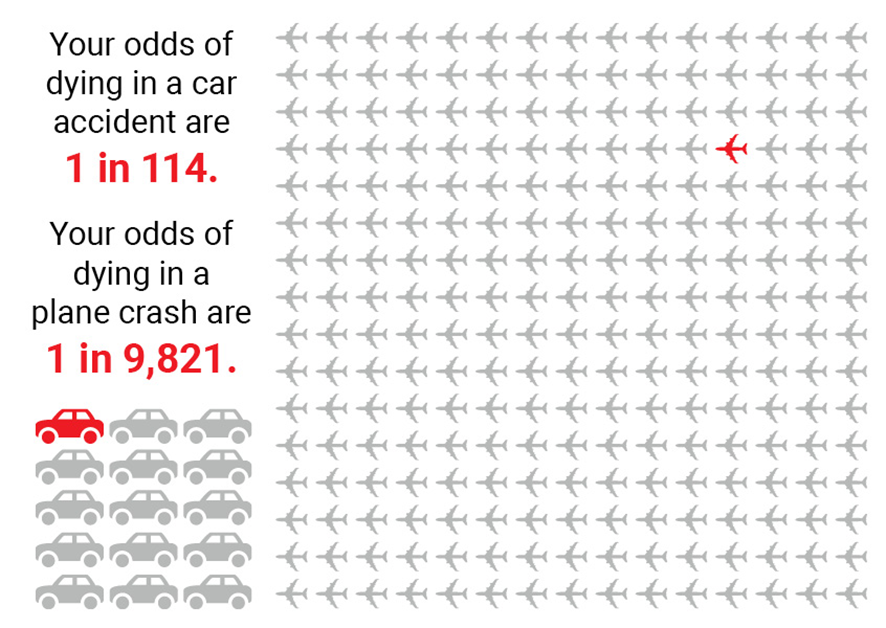 Your odds of
dying in a car
accident are
1 in 114.
Your odds of
dying in a
plane crash are
1 in 9,821.